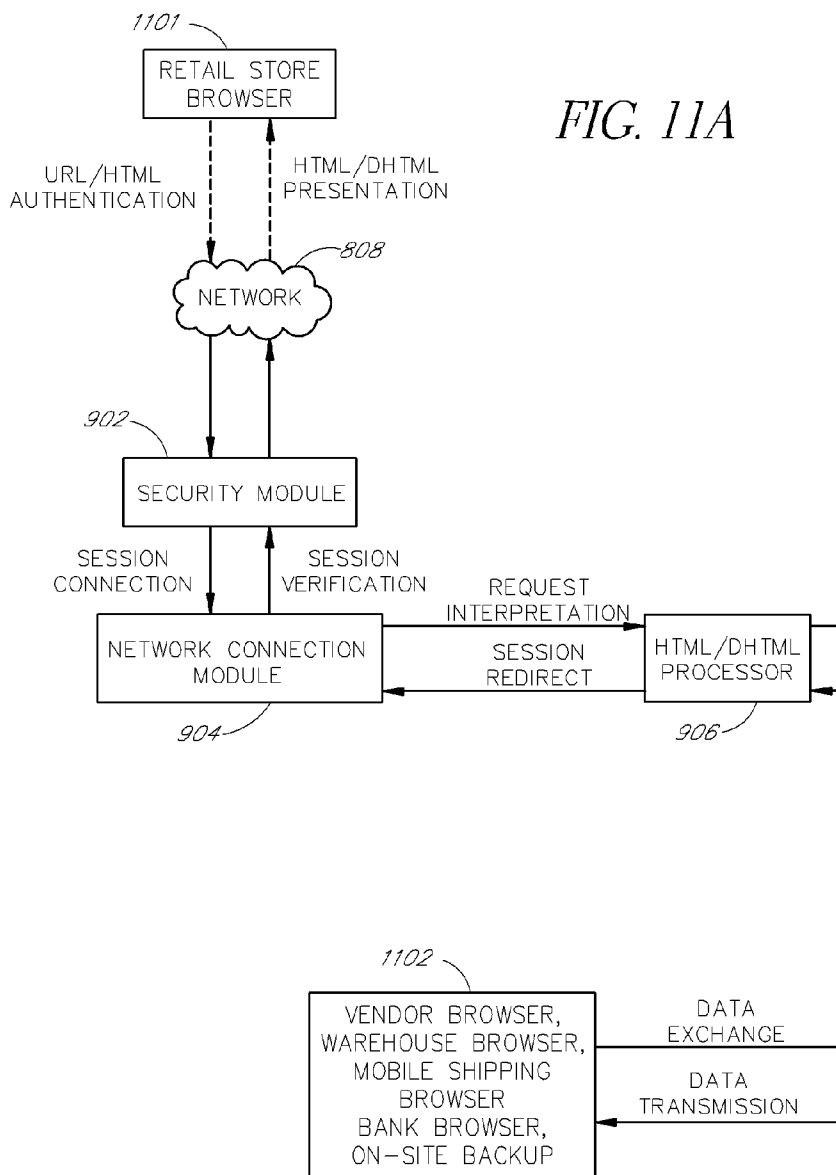 1101
RETAIL STORE
BROWSER
FIG. 11A
URL/HTML
AUTHENTICATION
HTML/DHTML
PRESENTATION
808
NETWORK
902
SECURITY MODULE
SESSION
CONNECTION
SESSION
VERIFICATION
REQUEST
INTERPRETATION
NETWORK CONNECTION
MODULE
SESSION
REDIRECT
HTML/DHTML
PROCESSOR
904
906
1102
VENDOR BROWSER,
WAREHOUSE BROWSER,
MOBILE SHIPPING
BROWSER
BANK BROWSER,
ON-SITE BACKUP
DATA
EXCHANGE
DATA
TRANSMISSION